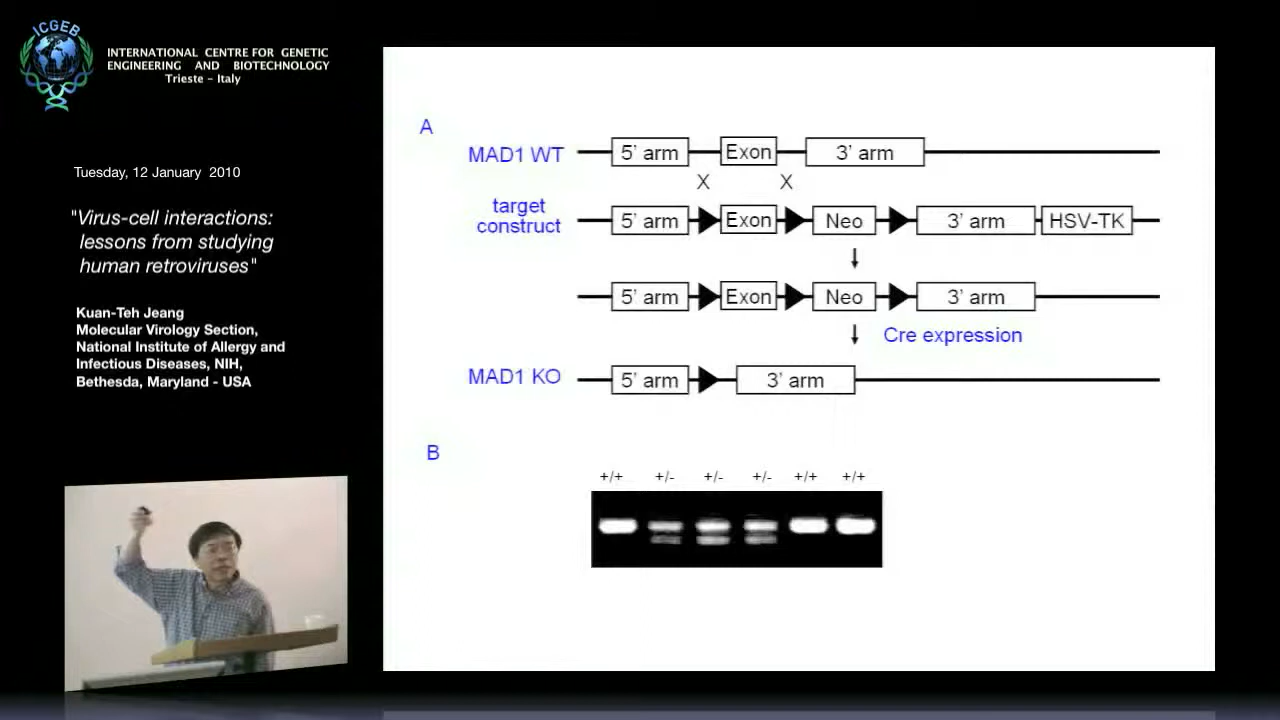 ICGEB
INTERNATIONAL CENTRE FOR GENETIC
ENGINEERING AND BIOTECHNOLOGY
Trieste - Italy
Tuesday, 12 January 2010
"Virus-cell interactions:
lessons from studying
human retroviruses"
Kuan-Teh Jeang
Molecular Virology Section,
National Institute of Allergy and
Infectious Diseases, NIH,
Bethesda, Maryland - USA
A
MAD1 WT 5' arm Exon 3' arm
X X
target
construct
5' arm Exon Neo 3' arm HSV-TK
5' arm Exon Neo 3' arm
Cre expression
MAD1 KO 5' arm 3' arm
B
+/+ +/- +/- +/- +/+ +/+